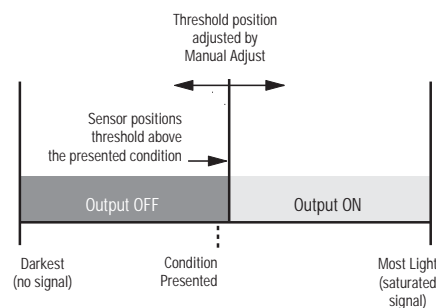 Threshold position
adjusted by
Manual Adjust
Sensor positions
threshold above
the presented condition
Output OFF
Output ON
Darkest
(no signal)
Condition
Presented
Most Light
(saturated
signal)